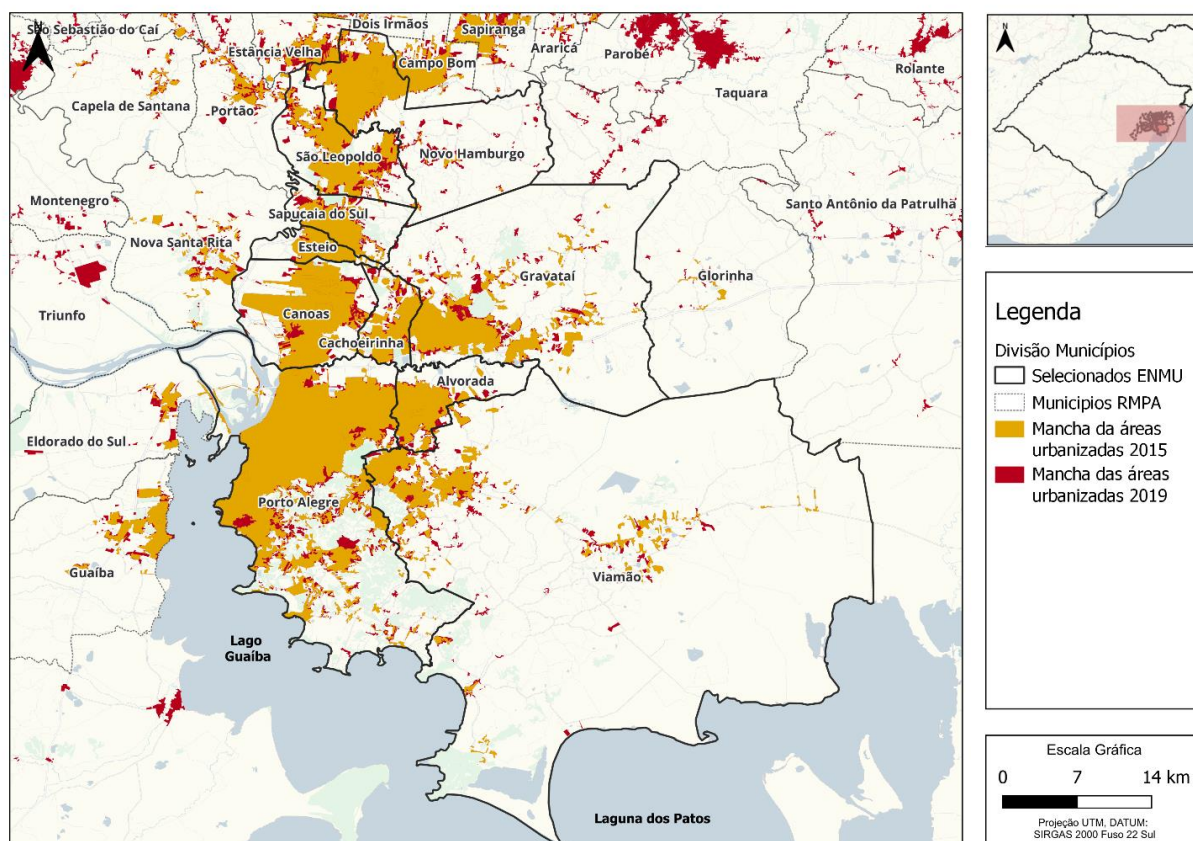 N
São Sebastião do Caí
Dois Irmãos
Sapiranga
Estância Velha
Araricá
Parobé
Campo Bom
Rolante
Taquara
Capela de Santana
Portão
São Leopoldo
Novo Hamburgo
Montenegro
Santo Antônio da Patrulha
Sapucaia do Sul
Nova Santa Rita
Esteio
Gravataí
Glorinha
Triunfo
Canoas
Cachoeirinha
Alvorada
Eldorado do Sul
Porto Alegre
Guaíba
Viamão
Lago
Guaíba
Laguna dos Patos
N
Legenda
Divisão Municípios
Selecionados ENMU
Municipios RMPA
Mancha da áreas
urbanizadas 2015
Mancha das áreas
urbanizadas 2019
Escala Gráfica
0 7 14 km
Projeção UTM, DATUM:
SIRGAS 2000 Fuso 22 Sul